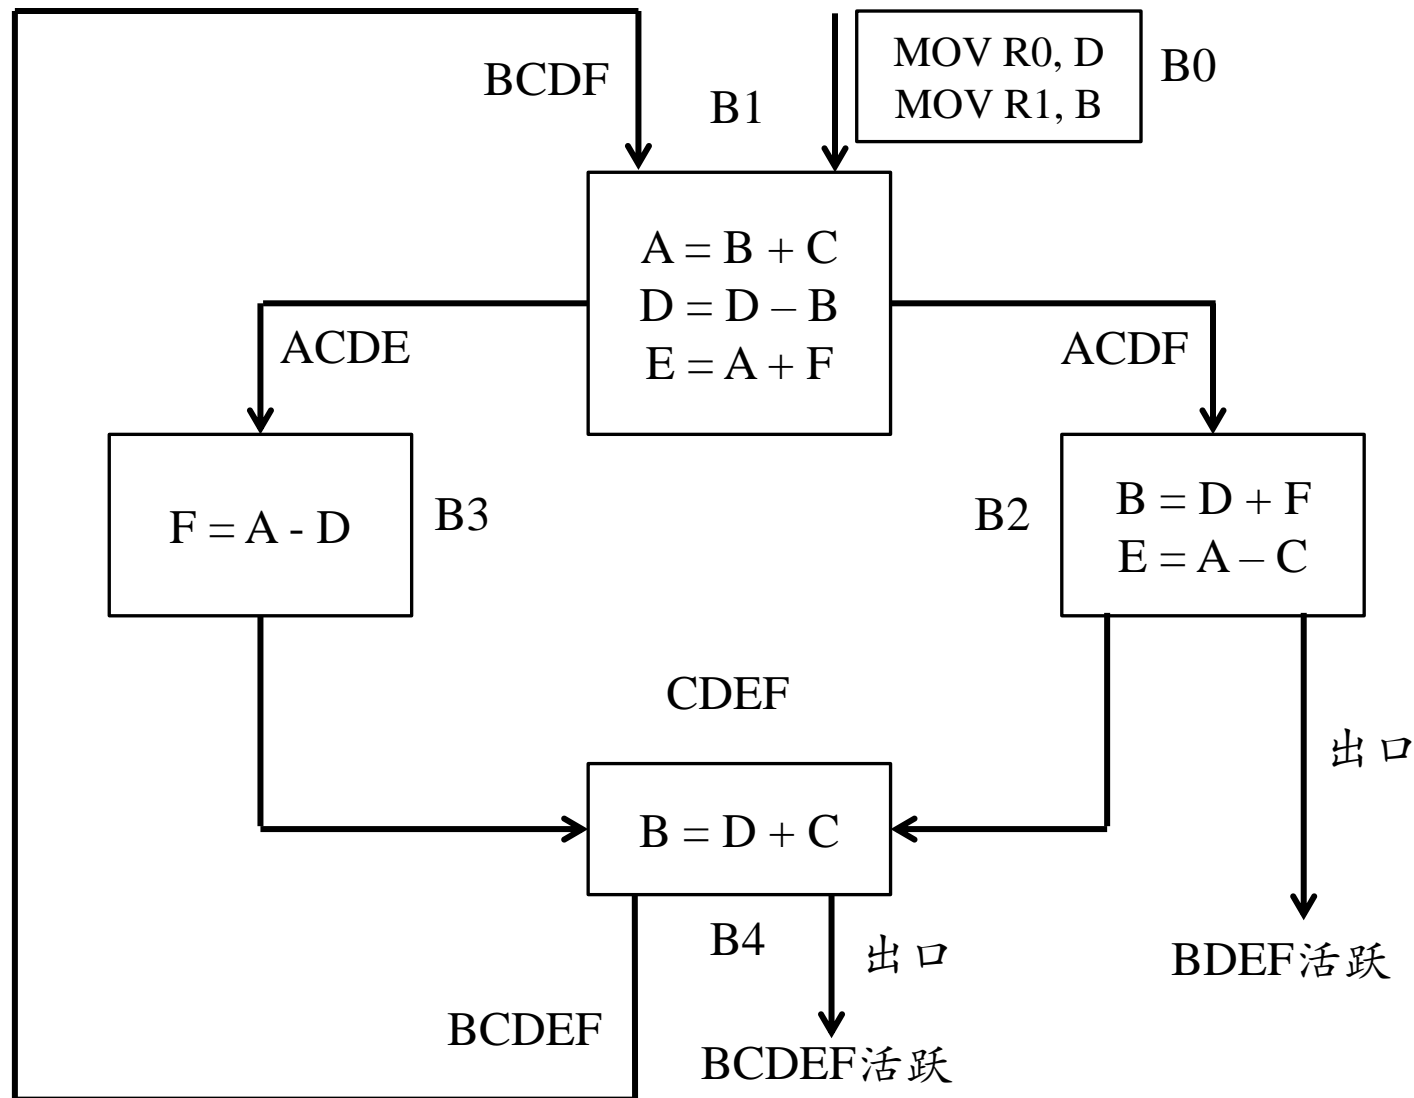 MOV R0, D
MOV R1, B
B0
BCDF
B1
A = B + C
D = D – B
E = A + F
ACDE
ACDF
F = A - D
B3
B2
B = D + F
E = A – C
CDEF
出口
B = D + C
B4
出口
BDEF活跃
BCDEF
BCDEF活跃